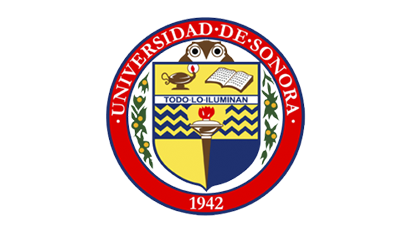 ·UNIVERSIDAD·DE·SONORA·
TODO·LO·ILUMINAN
1942